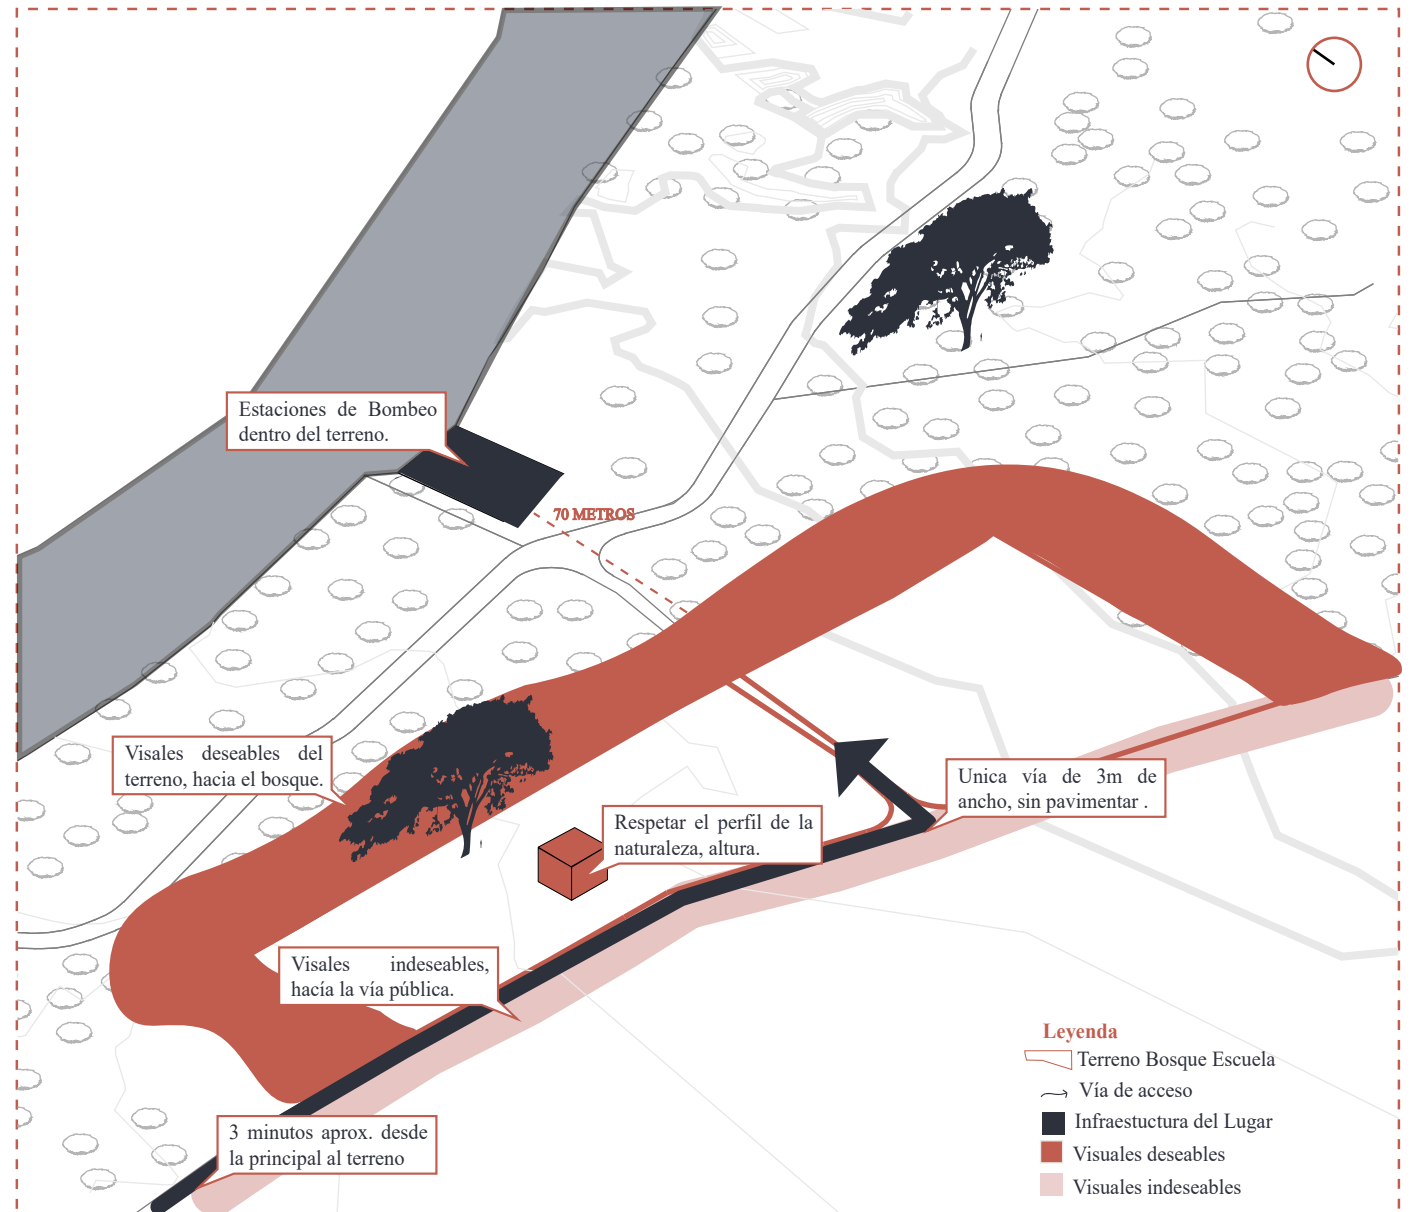 Estaciones de Bombeo
dentro del terreno.
70 METROS
Visales deseables del
terreno, hacia el bosque.
Unica vía de 3m de
ancho, sin pavimentar .
Respetar el perfil de la
naturaleza, altura.
Visales indeseables,
hacía la vía pública.
3 minutos aprox. desde
la principal al terreno
Leyenda
Terreno Bosque Escuela
Vía de acceso
Infraestuctura del Lugar
Visuales deseables
Visuales indeseables